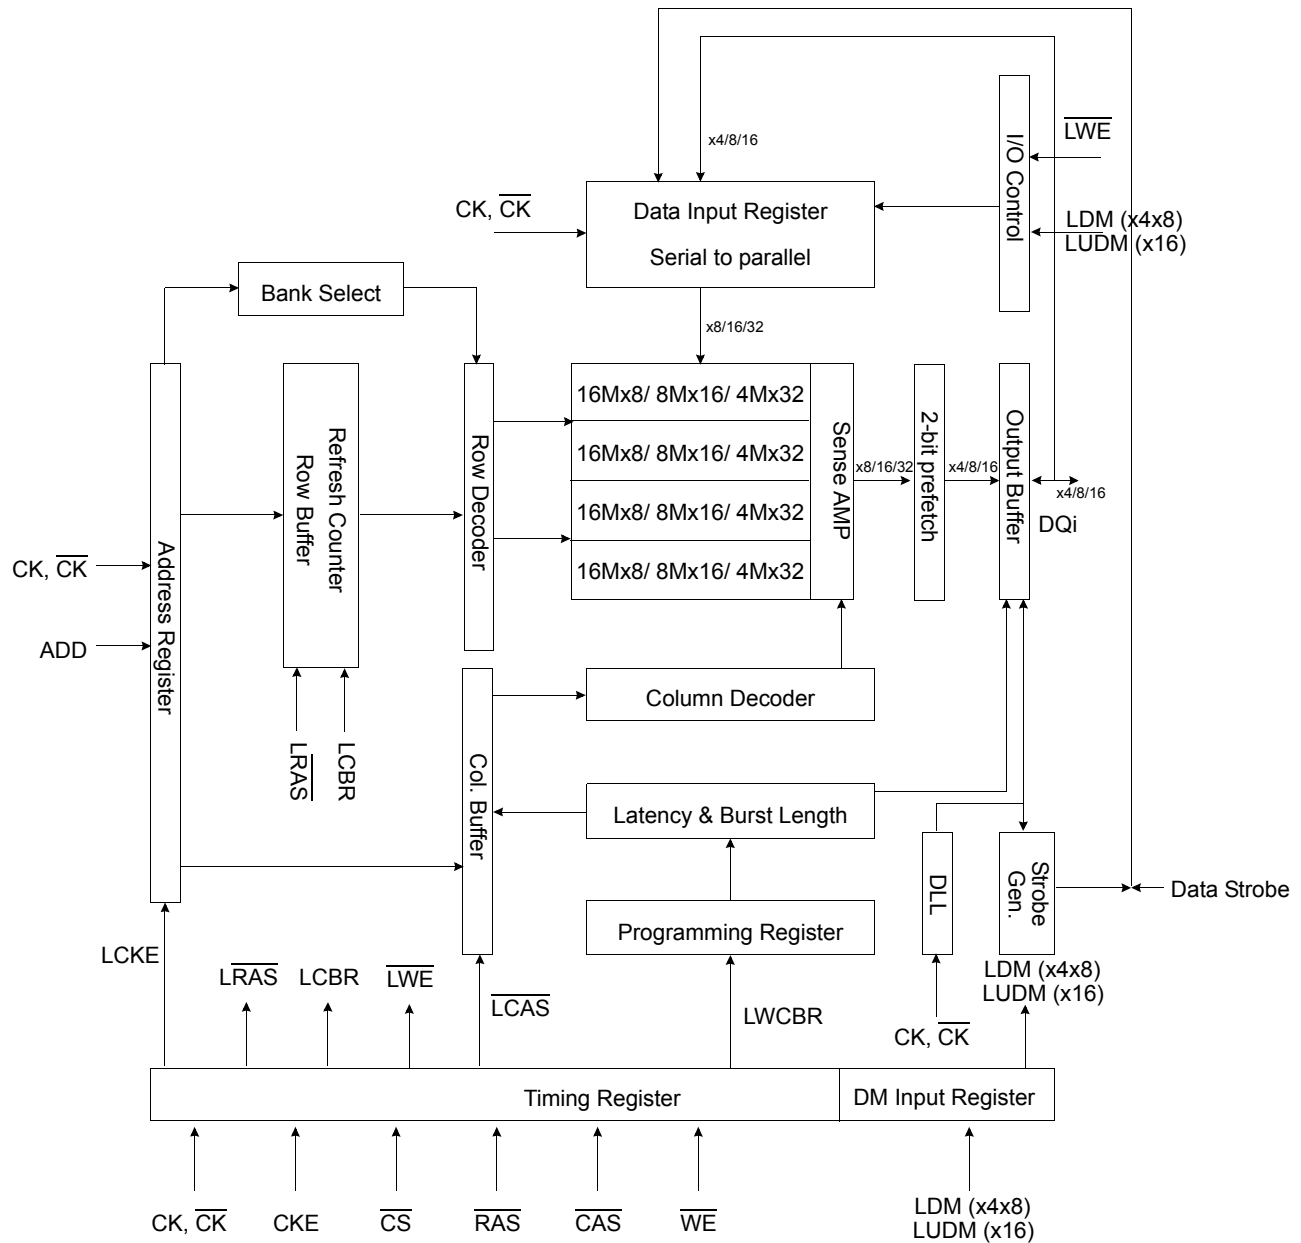 x4/8/16
LWE
I/O Control
CK, CK
Data Input Register
Serial to parallel
LDM (x4x8)
LUDM (x16)
Bank Select
x8/16/32
16Mx8/ 8Mx16/ 4Mx32
16Mx8/ 8Mx16/ 4Mx32
16Mx8/ 8Mx16/ 4Mx32
16Mx8/ 8Mx16/ 4Mx32
Refresh Counter
Row Buffer
Row Decoder
Sense AMP
x8/16/32
2-bit prefetch
x4/8/16
Output Buffer
x4/8/16
DQi
Address Register
CK, CK
ADD
LRAS
LCBR
Col. Buffer
Column Decoder
Latency & Burst Length
DLL
Strobe
Gen.
Data Strobe
Programming Register
LCKE
LRAS
LCBR
LWE
LCAS
LWCBR
CK, CK
LDM (x4x8)
LUDM (x16)
Timing Register
DM Input Register
CK, CK
CKE
CS
RAS
CAS
WE
LDM (x4x8)
LUDM (x16)